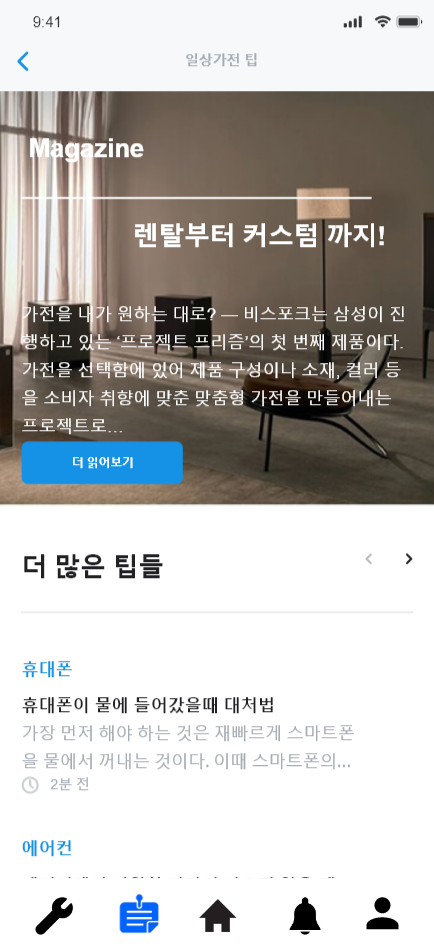 9:41
일상가전 팁
Magazine
렌탈부터 커스텀 까지!
가전을 내가 원하는 대로? — 비스포크는 삼성이 진
행하고 있는 ‘프로젝트 프리즘’의 첫 번째 제품이다.
가전을 선택함에 있어 제품 구성이나 소재, 컬러 등
을 소비자 취향에 맞춘 맞춤형 가전을 만들어내는
프로젝트로...
더 읽어보기
더 많은 팁들
휴대폰
휴대폰이 물에 들어갔을때 대처법
가장 먼저 해야 하는 것은 재빠르게 스마트폰
을 물에서 꺼내는 것이다. 이때 스마트폰의...
2분 전
에어컨